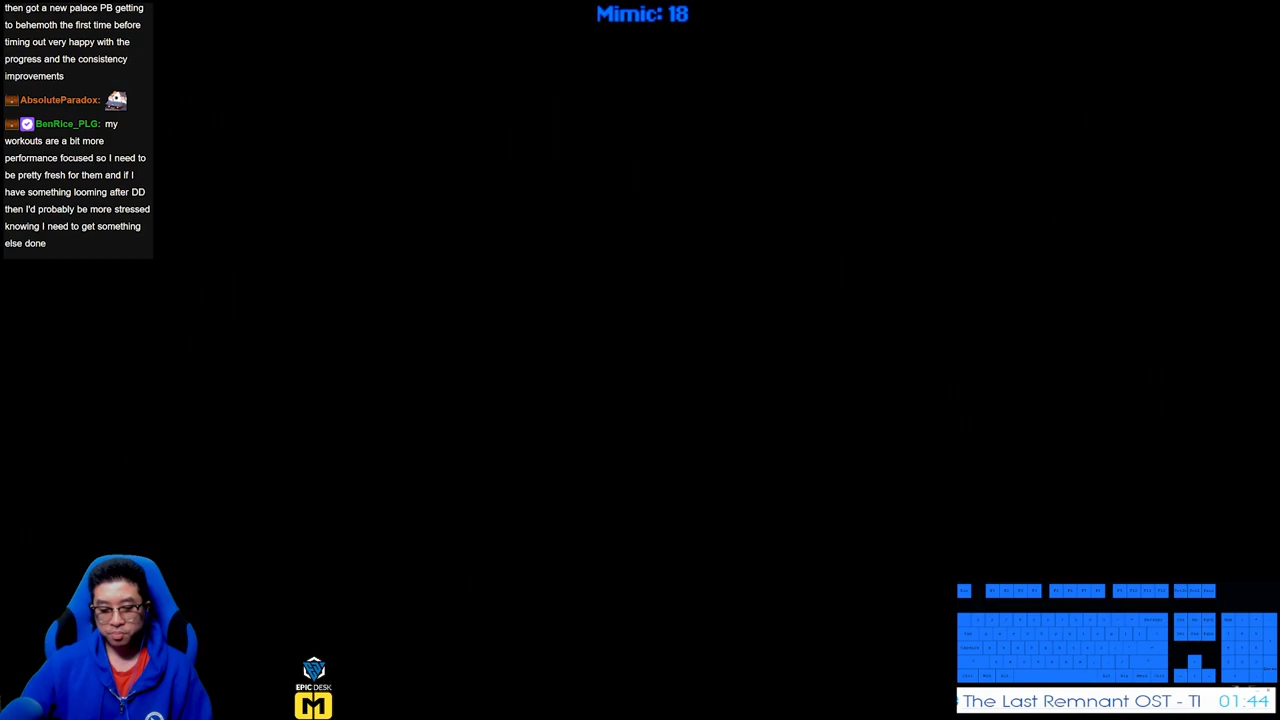 then got a new palace PB getting
to behemoth the first time before
timing out very happy with the
progress and the consistency
improvements
AbsoluteParadox:
BenRice_PLG: my
workouts are a bit more
performance focused so I need to
be pretty fresh for them and if I
have something looming after DD
then I'd probably be more stressed
knowing I need to get something
else done
Mimic: 18
EPIC DESK
M
The Last Remnant OST - Tl 01:44